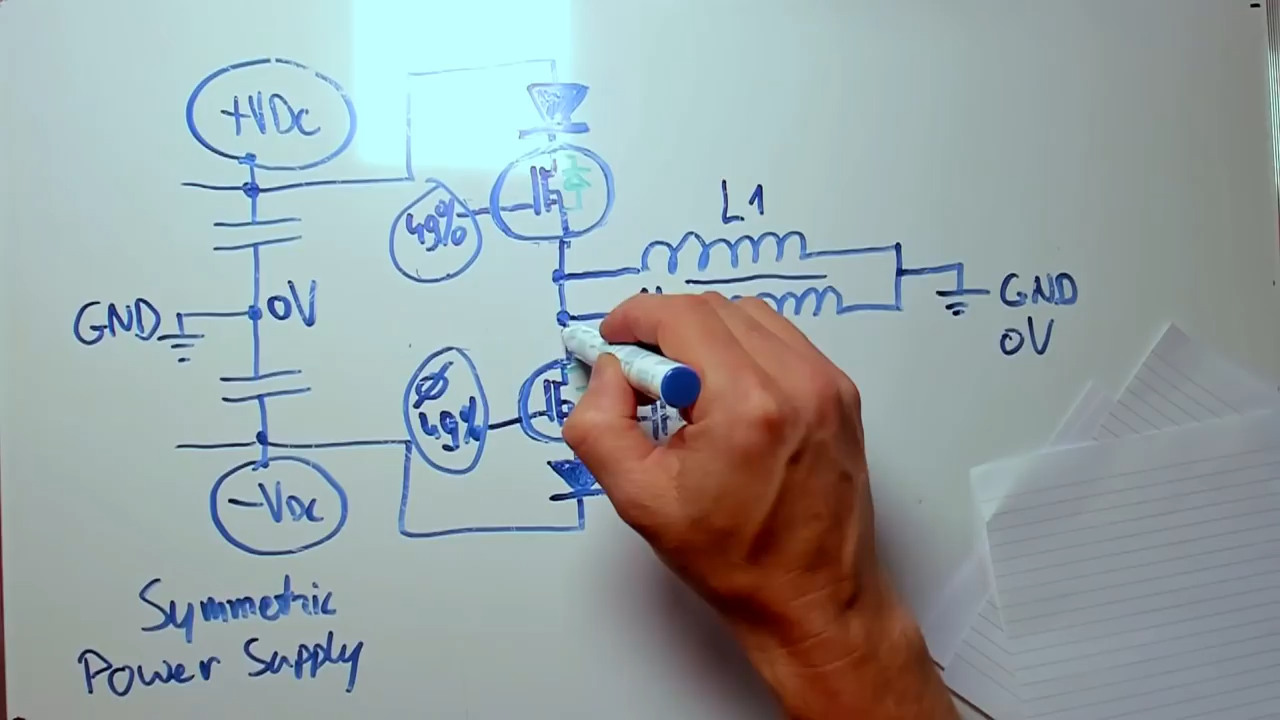 +VDC
49%
L1
GND
0V
GND
0V
Ø
49%
-VDC
Symmetric
Power Supply